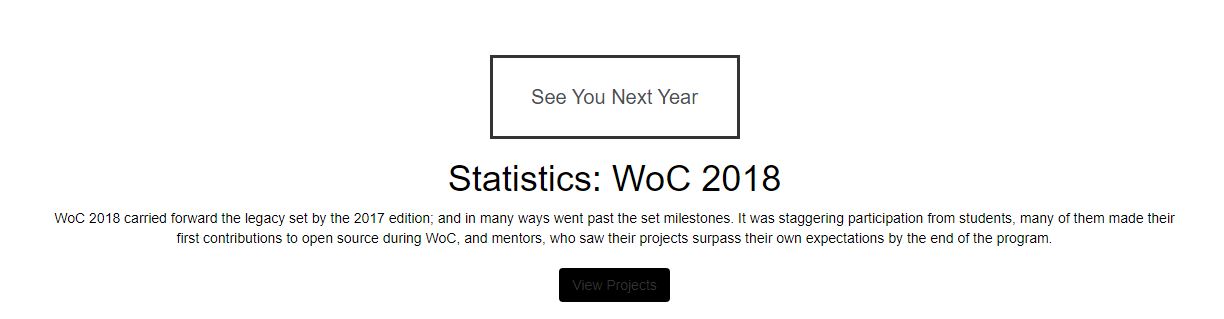 See You Next Year
Statistics: WoC 2018
WoC 2018 carried forward the legacy set by the 2017 edition; and in many ways went past the set milestones. It was staggering participation from students, many of them made their
first contributions to open source during WoC, and mentors, who saw their projects surpass their own expectations by the end of the program.
View Projects